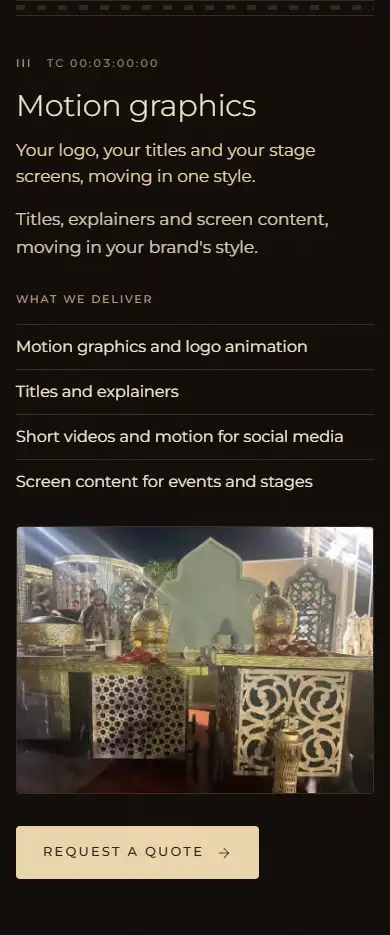 III TC 00:03:00:00
Motion graphics
Your logo, your titles and your stage
screens, moving in one style.
Titles, explainers and screen content,
moving in your brand's style.
WHAT WE DELIVER
Motion graphics and logo animation
Titles and explainers
Short videos and motion for social media
Screen content for events and stages
REQUEST A QUOTE →